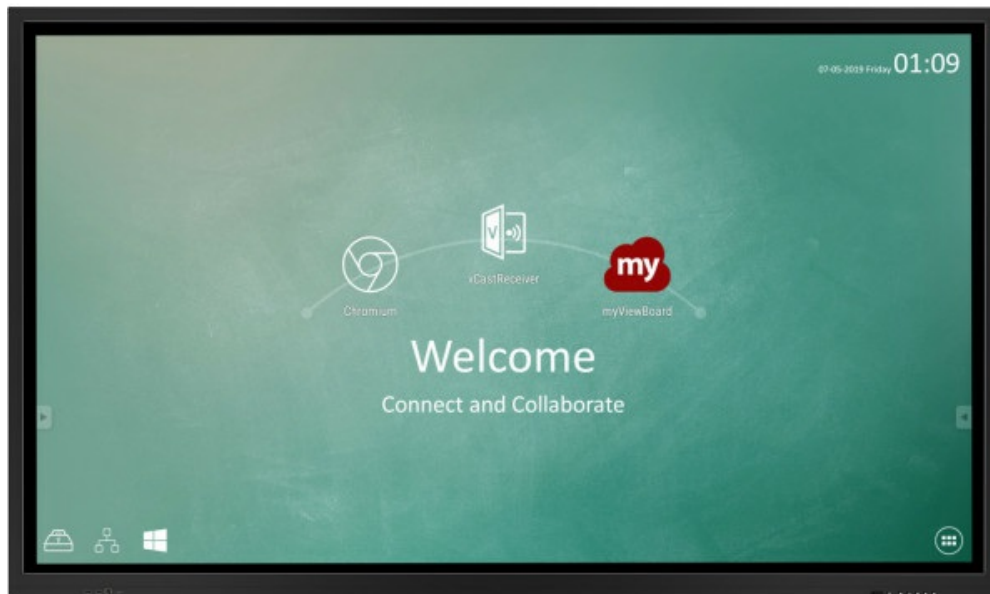 07-05-2019 Friday 01:09
V
vCastReceiver
my
Chromium
myViewBoard
Welcome
Connect and Collaborate